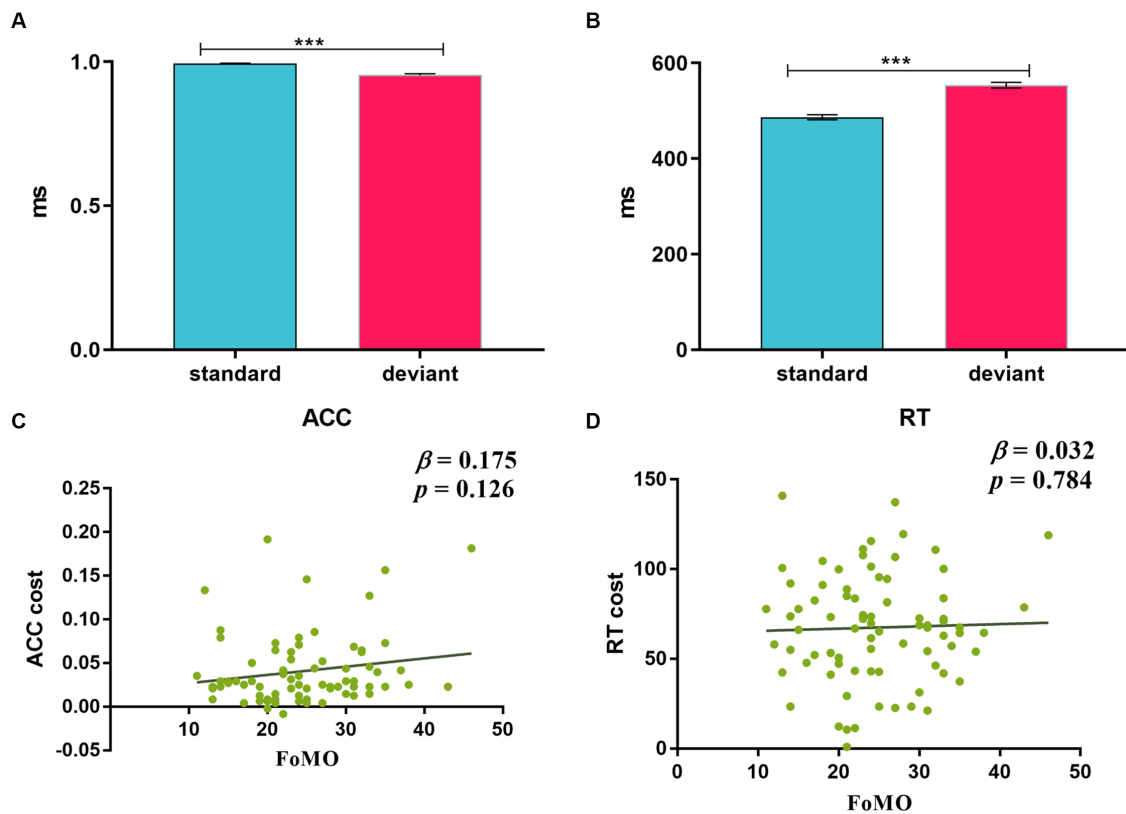 A
***
1.0
0.5
0.0
ms
standard deviant
B
***
600
400
200
0
ms
standard deviant
C
ACC
β = 0.175
p = 0.126
0.25
0.20
0.15
0.10
0.05
0.00
-0.05
ACC cost
10 20 30 40 50
FoMO
D
RT
β = 0.032
p = 0.784
150
100
50
0
RT cost
0 10 20 30 40 50
FoMO